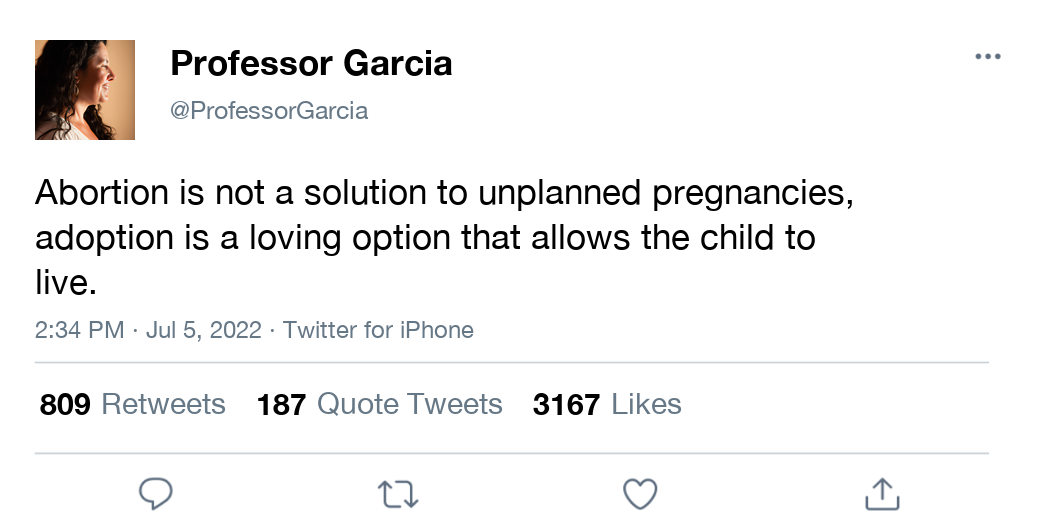 Professor Garcia
@ProfessorGarcia
Abortion is not a solution to unplanned pregnancies,
adoption is a loving option that allows the child to
live.
2:34 PM · Jul 5, 2022 · Twitter for iPhone
809 Retweets 187 Quote Tweets 3167 Likes